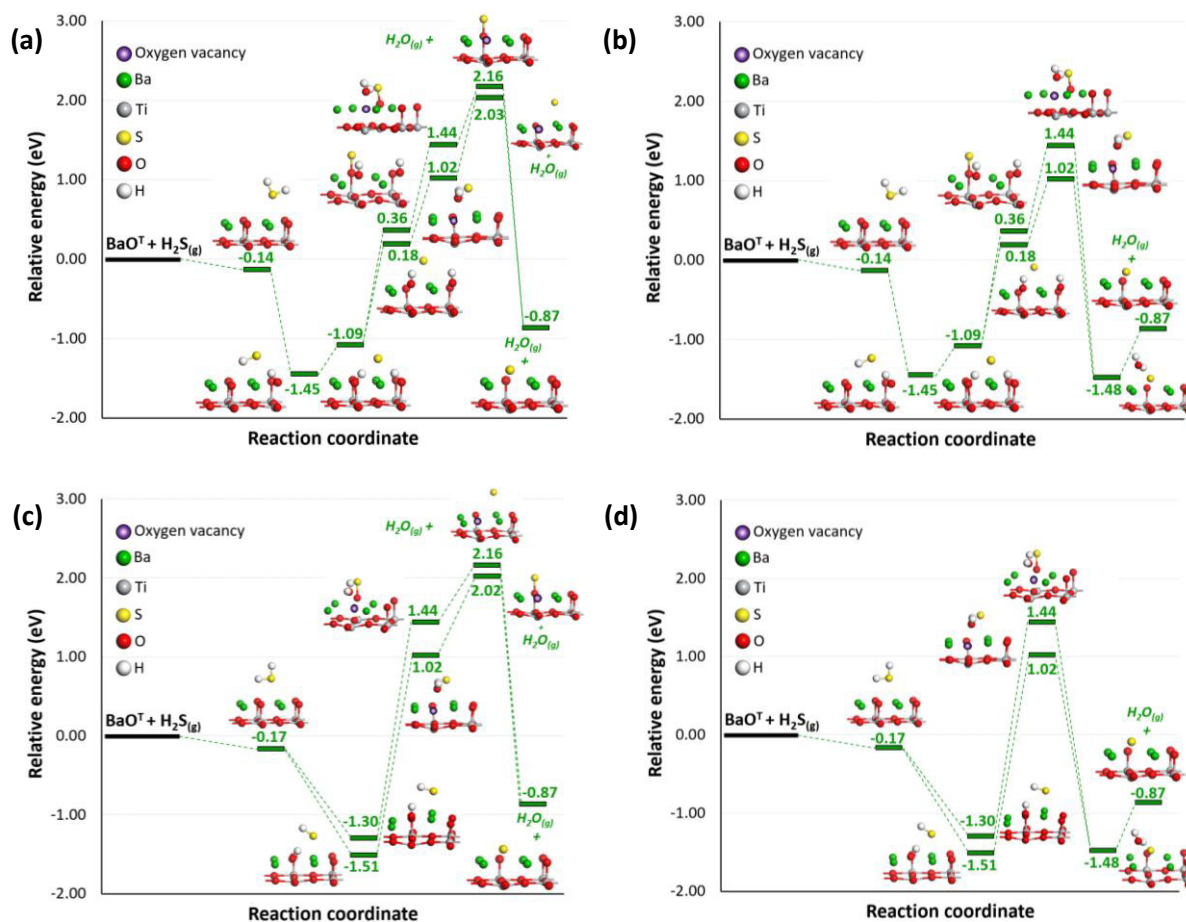 (a)
Relative energy (eV)
3.00
2.00
1.00
0.00
-1.00
-2.00
Oxygen vacancy
Ba
Ti
S
O
H
BaOᵀ + H₂S(g)
-0.14
-1.45
-1.09
0.36
0.18
1.44
1.02
H₂O(g) +
2.16
2.03
+
H₂O(g)
-0.87
H₂O(g)
+
Reaction coordinate
(b)
Relative energy (eV)
3.00
2.00
1.00
0.00
-1.00
-2.00
Oxygen vacancy
Ba
Ti
S
O
H
BaOᵀ + H₂S(g)
-0.14
-1.45
-1.09
0.36
0.18
1.44
1.02
-1.48
H₂O(g)
+
-0.87
Reaction coordinate
(c)
Relative energy (eV)
3.00
2.00
1.00
0.00
-1.00
-2.00
Oxygen vacancy
Ba
Ti
S
O
H
BaOᵀ + H₂S(g)
-0.17
-1.30
-1.51
1.44
1.02
H₂O(g) +
2.16
2.02
H₂O(g)
-0.87
H₂O(g)
+
Reaction coordinate
(d)
Relative energy (eV)
3.00
2.00
1.00
0.00
-1.00
-2.00
Oxygen vacancy
Ba
Ti
S
O
H
BaOᵀ + H₂S(g)
-0.17
-1.30
-1.51
1.44
1.02
-1.48
H₂O(g)
+
-0.87
Reaction coordinate